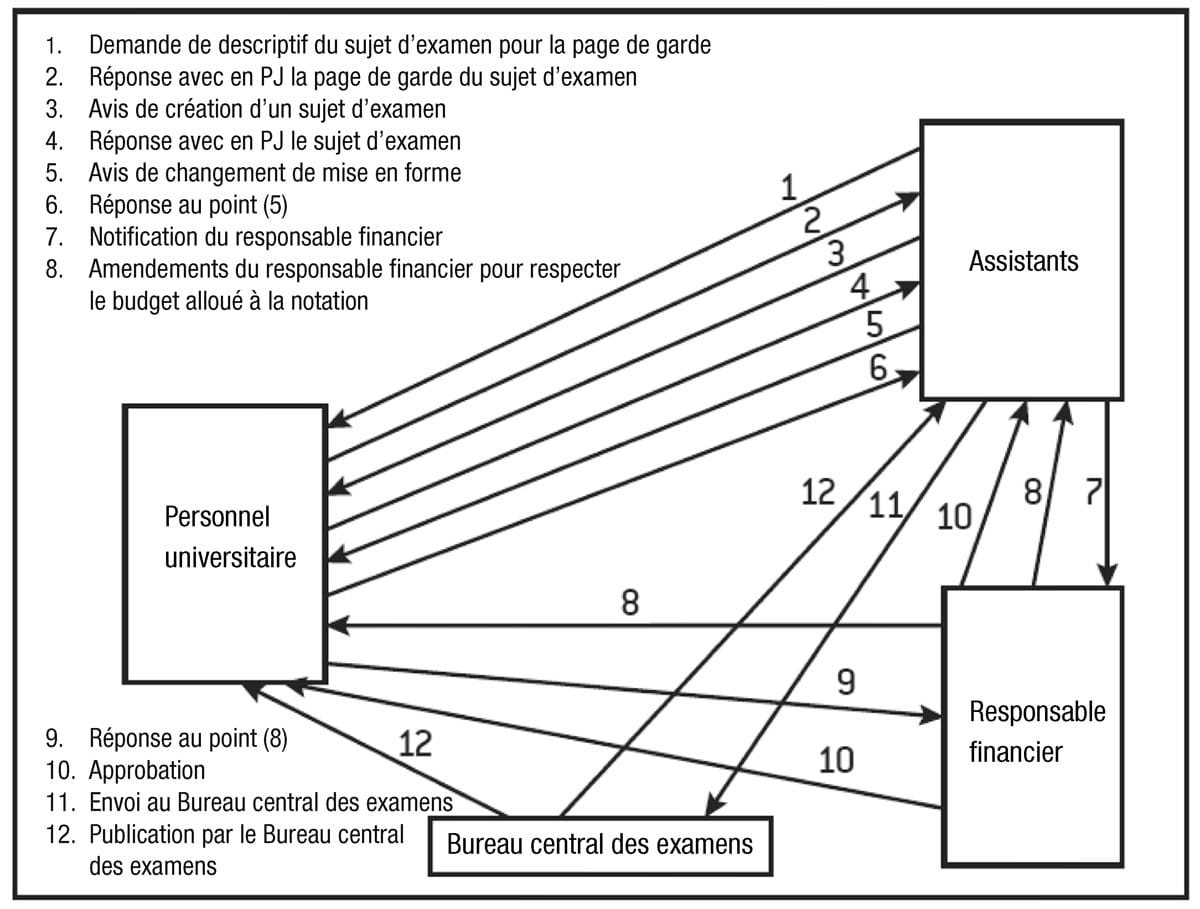 1. Demande de descriptif du sujet d’examen pour la page de garde
2. Réponse avec en PJ la page de garde du sujet d’examen
3. Avis de création d’un sujet d’examen
4. Réponse avec en PJ le sujet d’examen
5. Avis de changement de mise en forme
6. Réponse au point (5)
7. Notification du responsable financier
8. Amendements du responsable financier pour respecter
le budget alloué à la notation
1
2
3
4
5
6
Assistants
Personnel
universitaire
12
11
10
8
7
8
9
10
12
Responsable
financier
9. Réponse au point (8)
10. Approbation
11. Envoi au Bureau central des examens
12. Publication par le Bureau central
des examens
Bureau central des examens